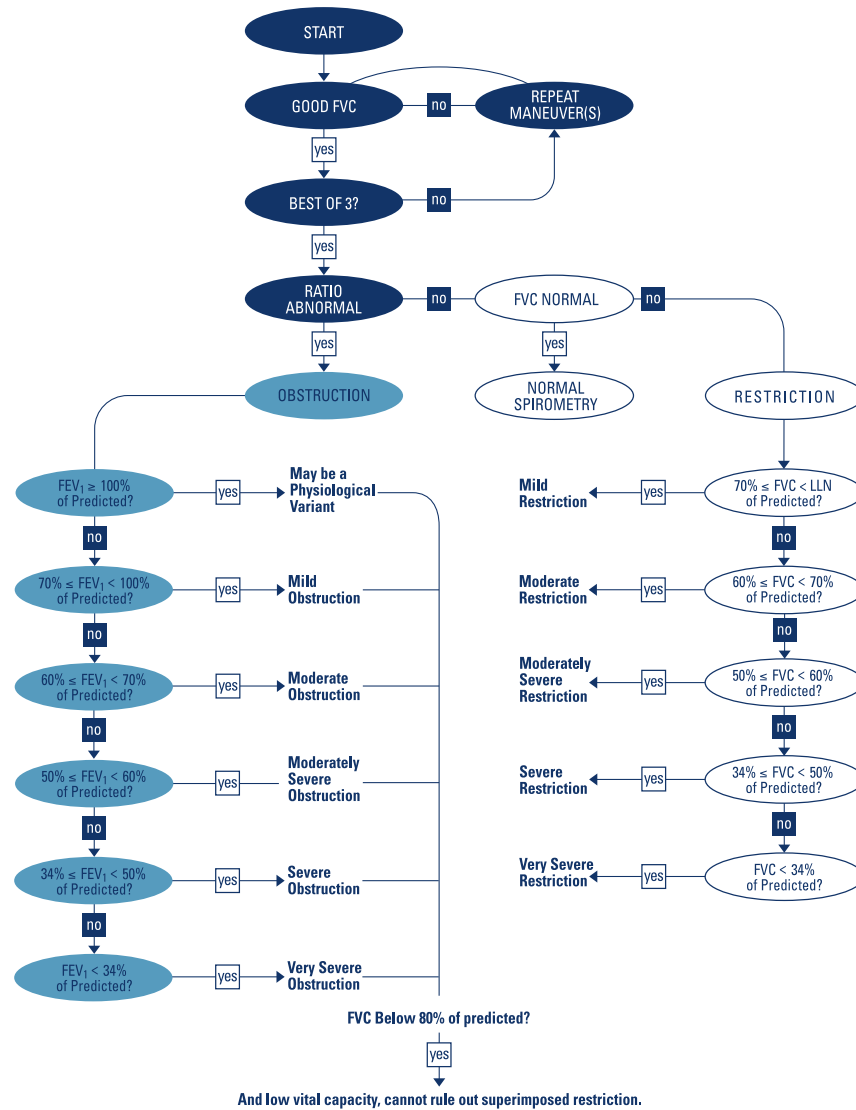 START
GOOD FVC
no
REPEAT
MANEUVER(S)
yes
BEST OF 3?
no
yes
RATIO
ABNORMAL
no
FVC NORMAL
no
yes
yes
OBSTRUCTION
NORMAL
SPIROMETRY
RESTRICTION
FEV₁ ≥ 100%
of Predicted?
yes
May be a
Physiological
Variant
no
70% ≤ FEV₁ < 100%
of Predicted?
yes
Mild
Obstruction
no
60% ≤ FEV₁ < 70%
of Predicted?
yes
Moderate
Obstruction
no
50% ≤ FEV₁ < 60%
of Predicted?
yes
Moderately
Severe
Obstruction
no
34% ≤ FEV₁ < 50%
of Predicted?
yes
Severe
Obstruction
no
FEV₁ < 34%
of Predicted?
yes
Very Severe
Obstruction
Mild
Restriction
yes
70% ≤ FVC < LLN
of Predicted?
no
Moderate
Restriction
yes
60% ≤ FVC < 70%
of Predicted?
no
Moderately
Severe
Restriction
yes
50% ≤ FVC < 60%
of Predicted?
no
Severe
Restriction
yes
34% ≤ FVC < 50%
of Predicted?
no
Very Severe
Restriction
yes
FVC < 34%
of Predicted?
FVC Below 80% of predicted?
yes
And low vital capacity, cannot rule out superimposed restriction.